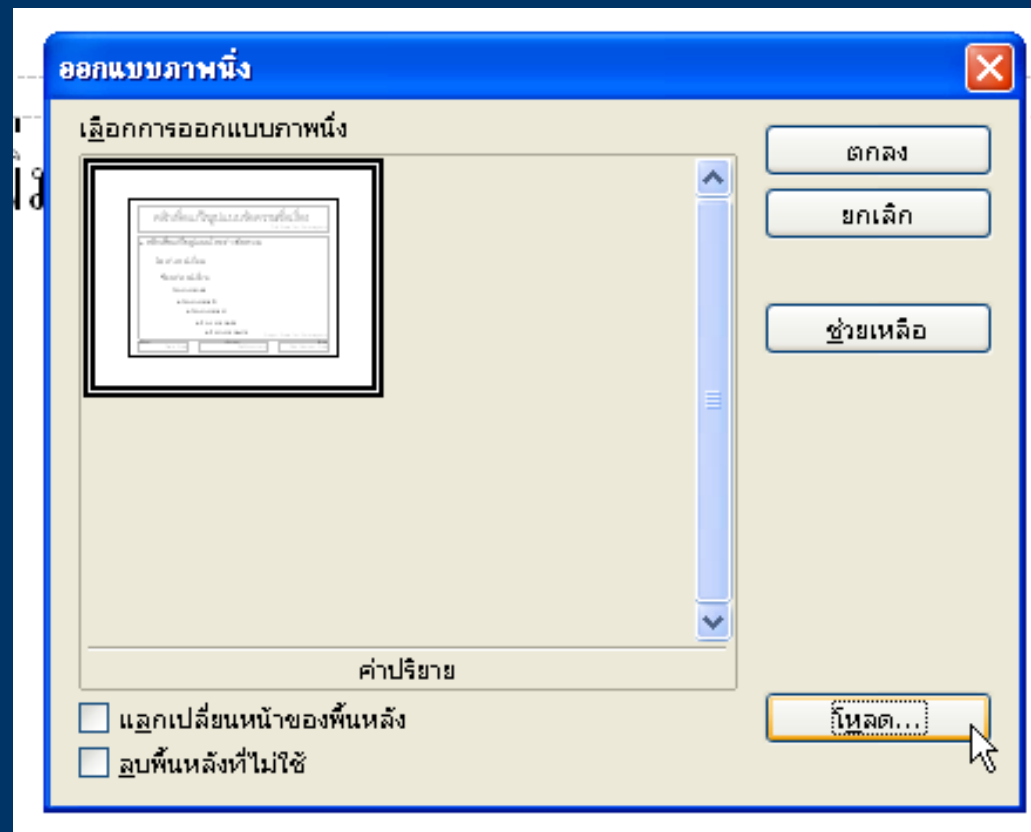 ออกแบบภาพนิ่ง
เลือกการออกแบบภาพนิ่ง
ตกลง
ยกเลิก
ช่วยเหลือ
ค่าปริยาย
แลกเปลี่ยนหน้าของพื้นหลัง
ลบพื้นหลังที่ไม่ใช้
โหลด...